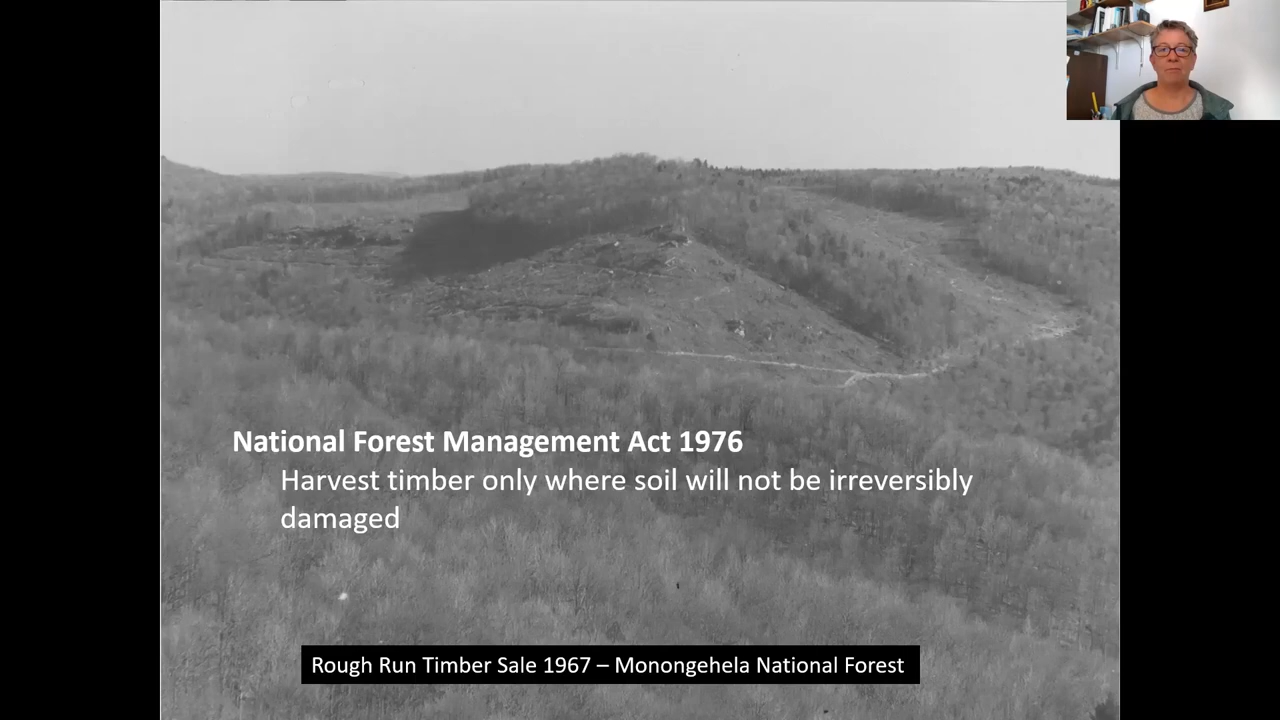 National Forest Management Act 1976
Harvest timber only where soil will not be irreversibly
damaged
Rough Run Timber Sale 1967 – Monongehela National Forest